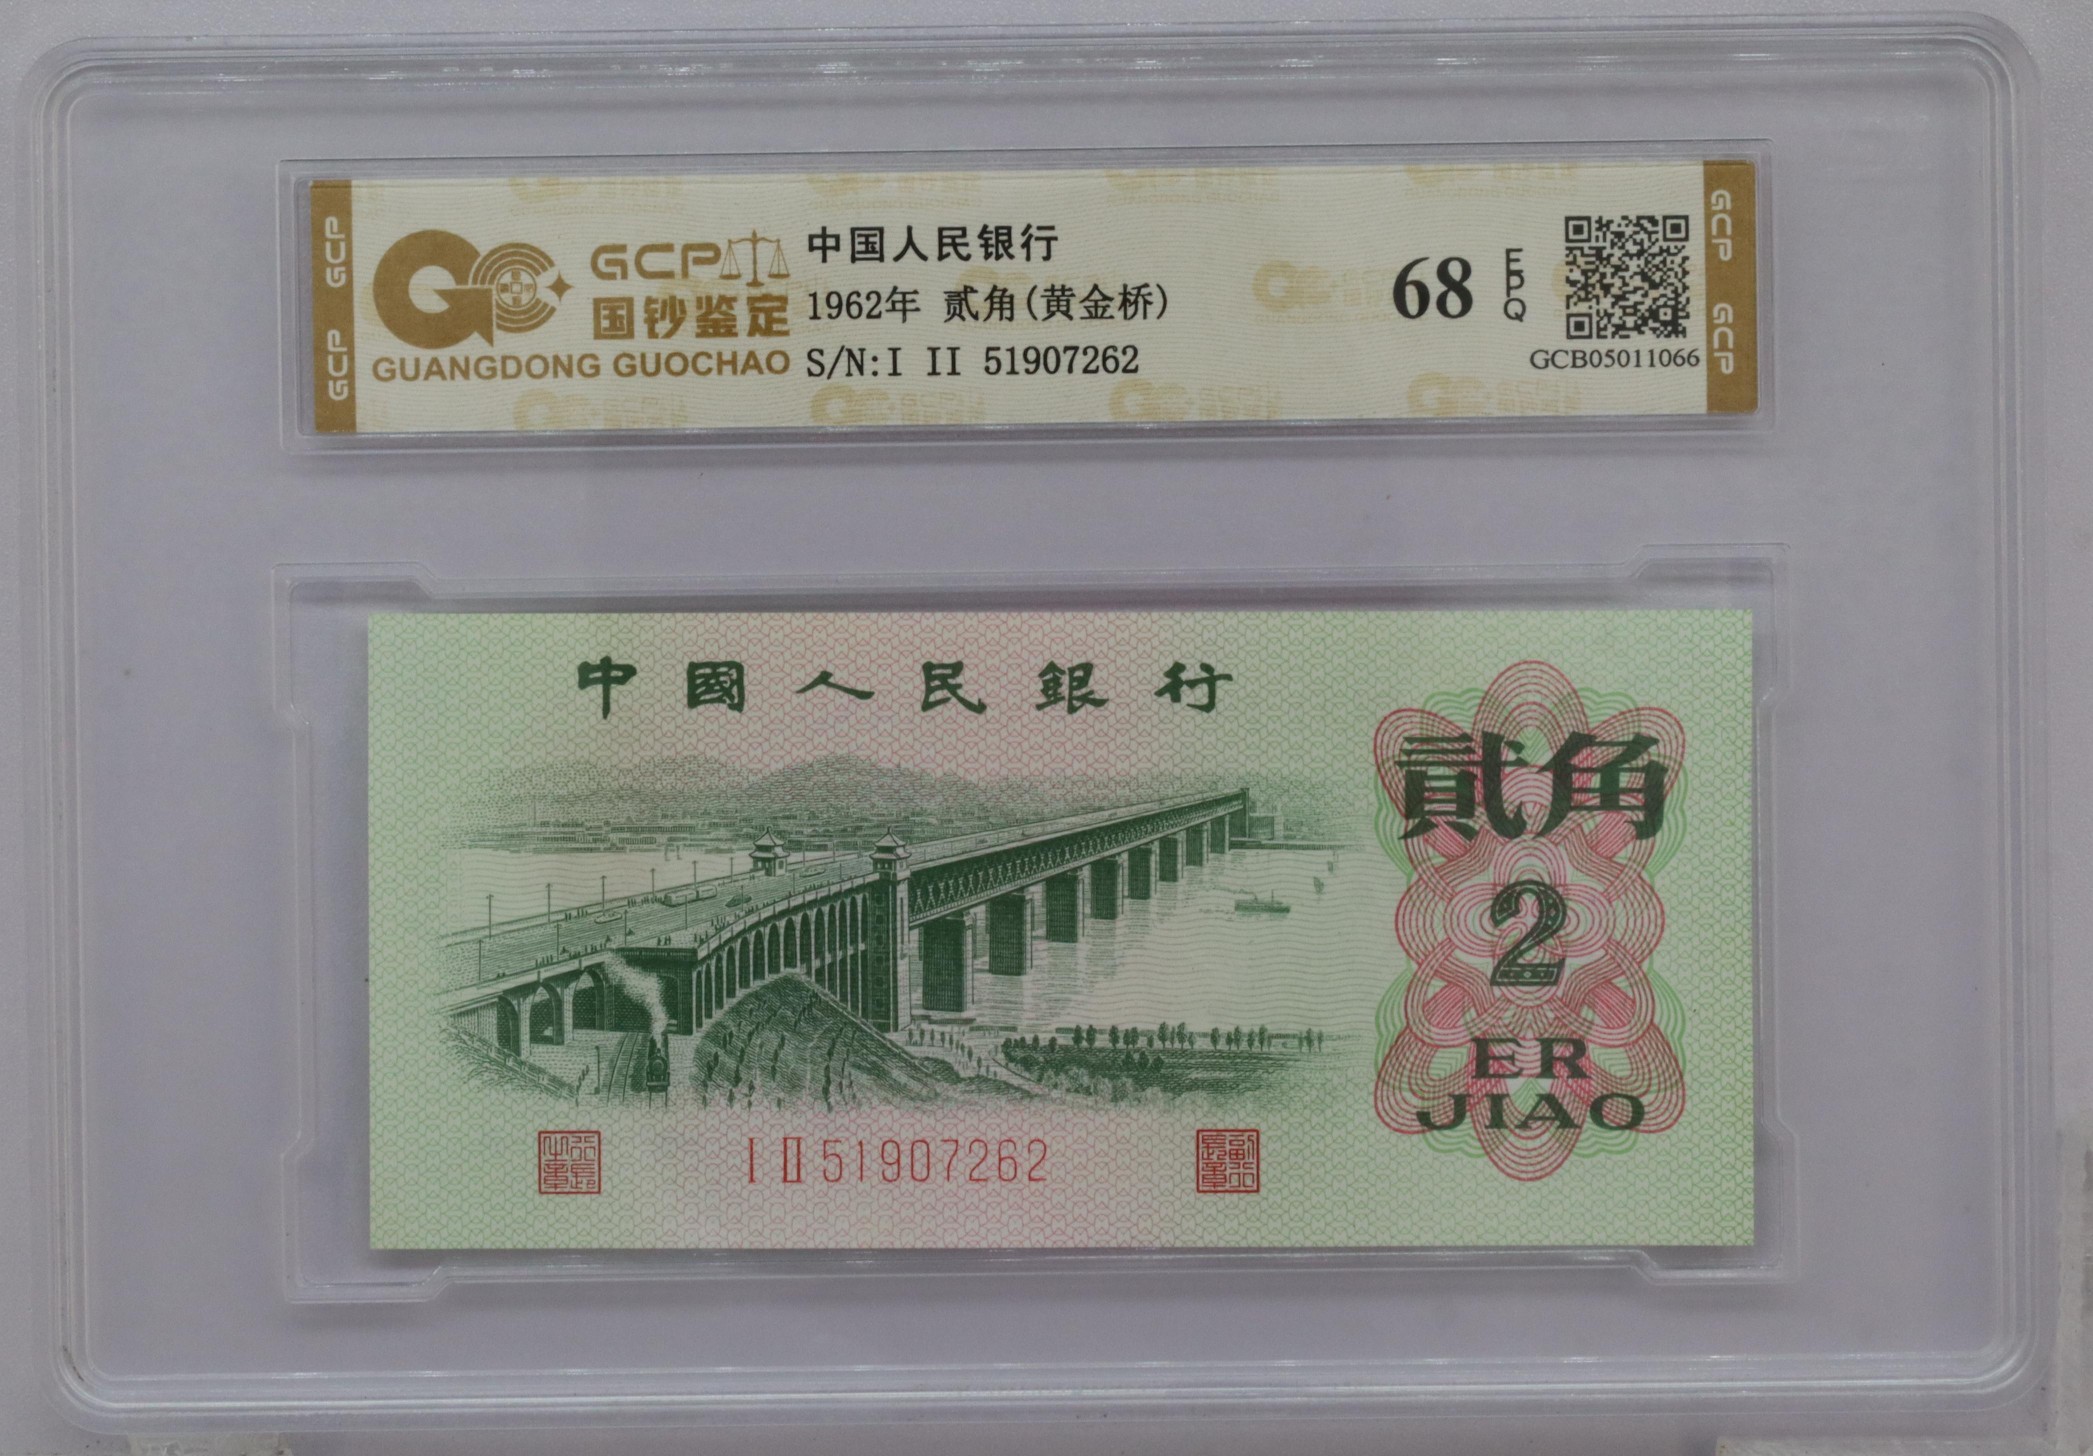 GCP
GCP
GCP
国钞鉴定
GUANGDONG GUOCHAO
中国人民银行
1962年 贰角(黄金桥)
S/N:I II 51907262
68
EPQ
GCB05011066
GCP
GCP
中國人民銀行
貳角
2
ER
JIAO
I II 51907262